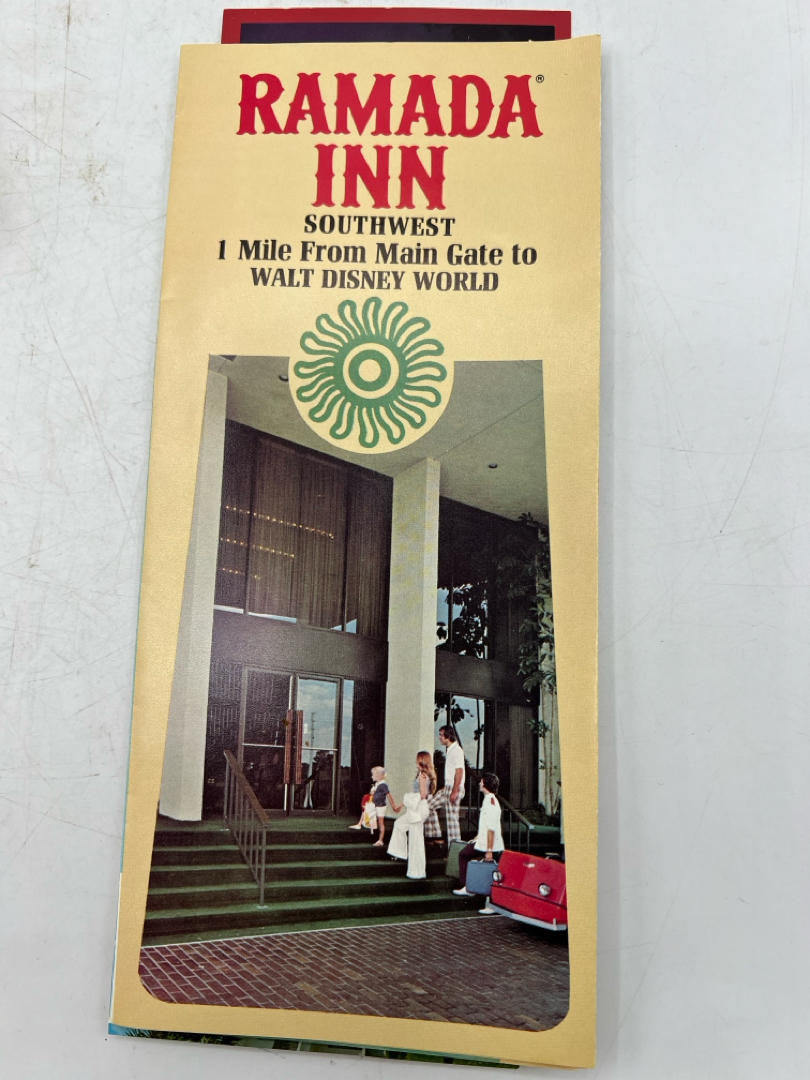 RAMADA®
INN
SOUTHWEST
1 Mile From Main Gate to
WALT DISNEY WORLD